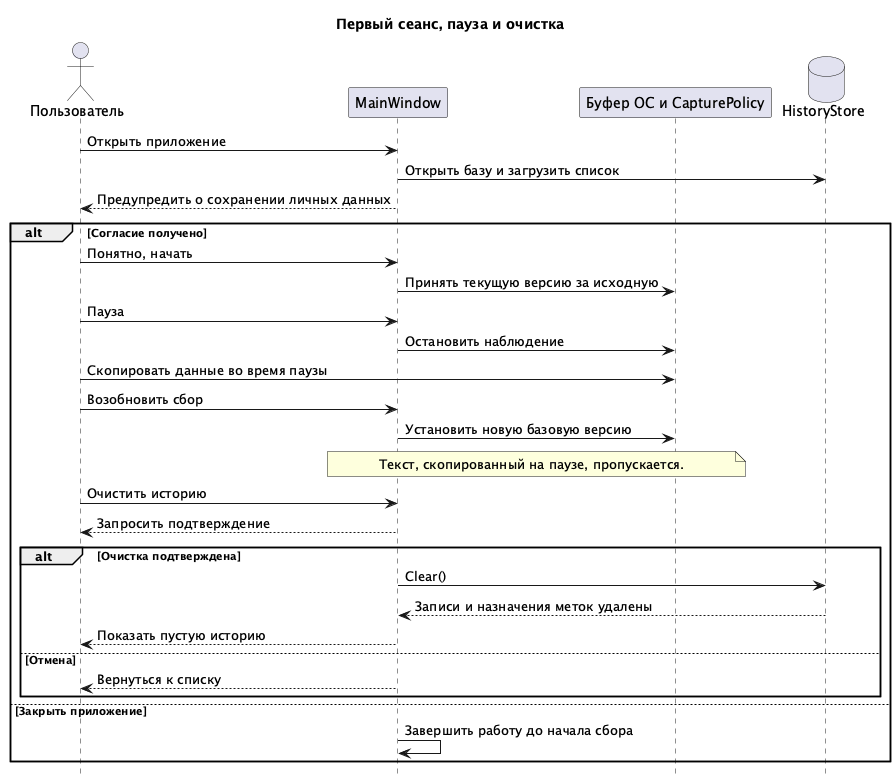 Первый сеанс, пауза и очистка
Пользователь
MainWindow
Буфер ОС и CapturePolicy
HistoryStore
Открыть приложение
Открыть базу и загрузить список
Предупредить о сохранении личных данных
alt
[Согласие получено]
Понятно, начать
Принять текущую версию за исходную
Пауза
Остановить наблюдение
Скопировать данные во время паузы
Возобновить сбор
Установить новую базовую версию
Текст, скопированный на паузе, пропускается.
Очистить историю
Запросить подтверждение
alt
[Очистка подтверждена]
Clear()
Записи и назначения меток удалены
Показать пустую историю
[Отмена]
Вернуться к списку
[Закрыть приложение]
Завершить работу до начала сбора